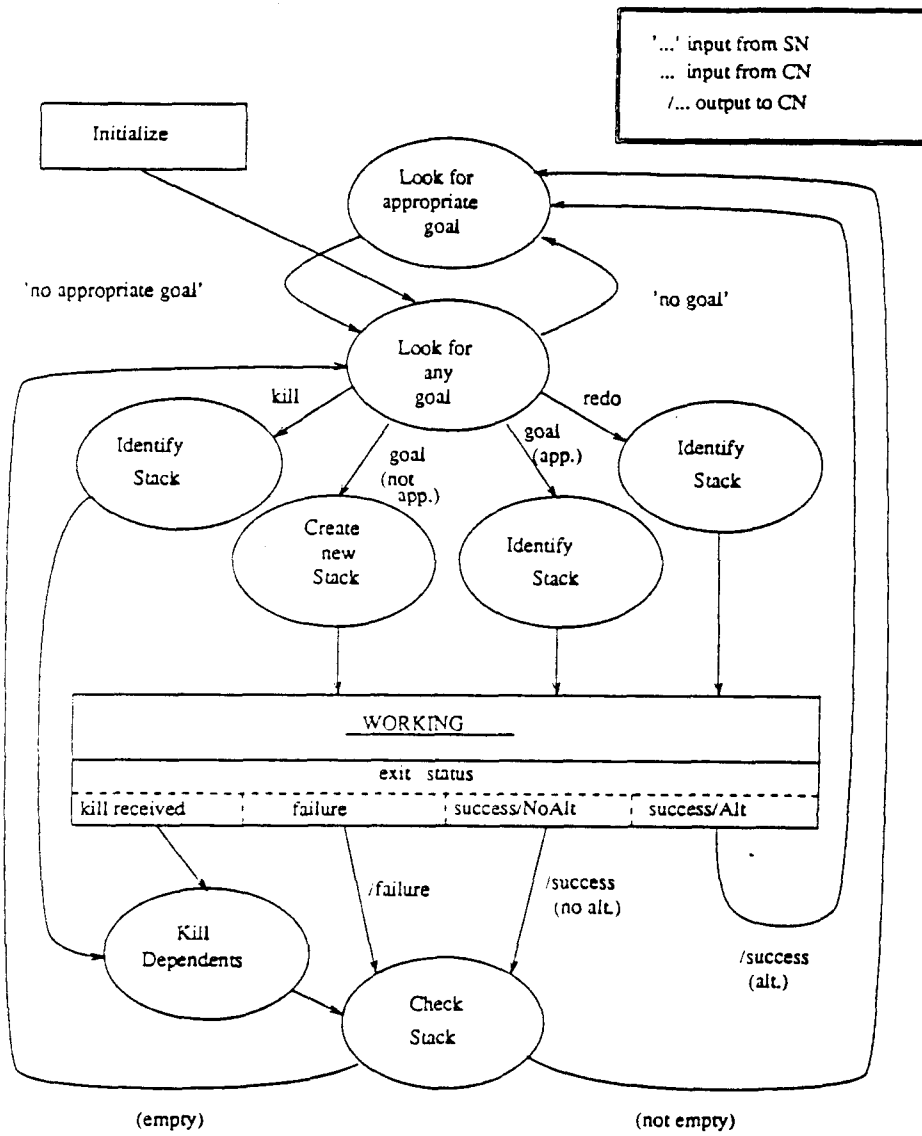 '...' input from SN
... input from CN
/... output to CN
Initialize
Look for
appropriate
goal
'no appropriate goal'
'no goal'
Look for
any
goal
kill
redo
Identify
Stack
goal
(not
app.)
goal
(app.)
Identify
Stack
Create
new
Stack
Identify
Stack
WORKING
exit status
kill received
failure
success/NoAlt
success/Alt
/failure
/success
(no alt.)
Kill
Dependents
/success
(alt.)
Check
Stack
(empty)
(not empty)